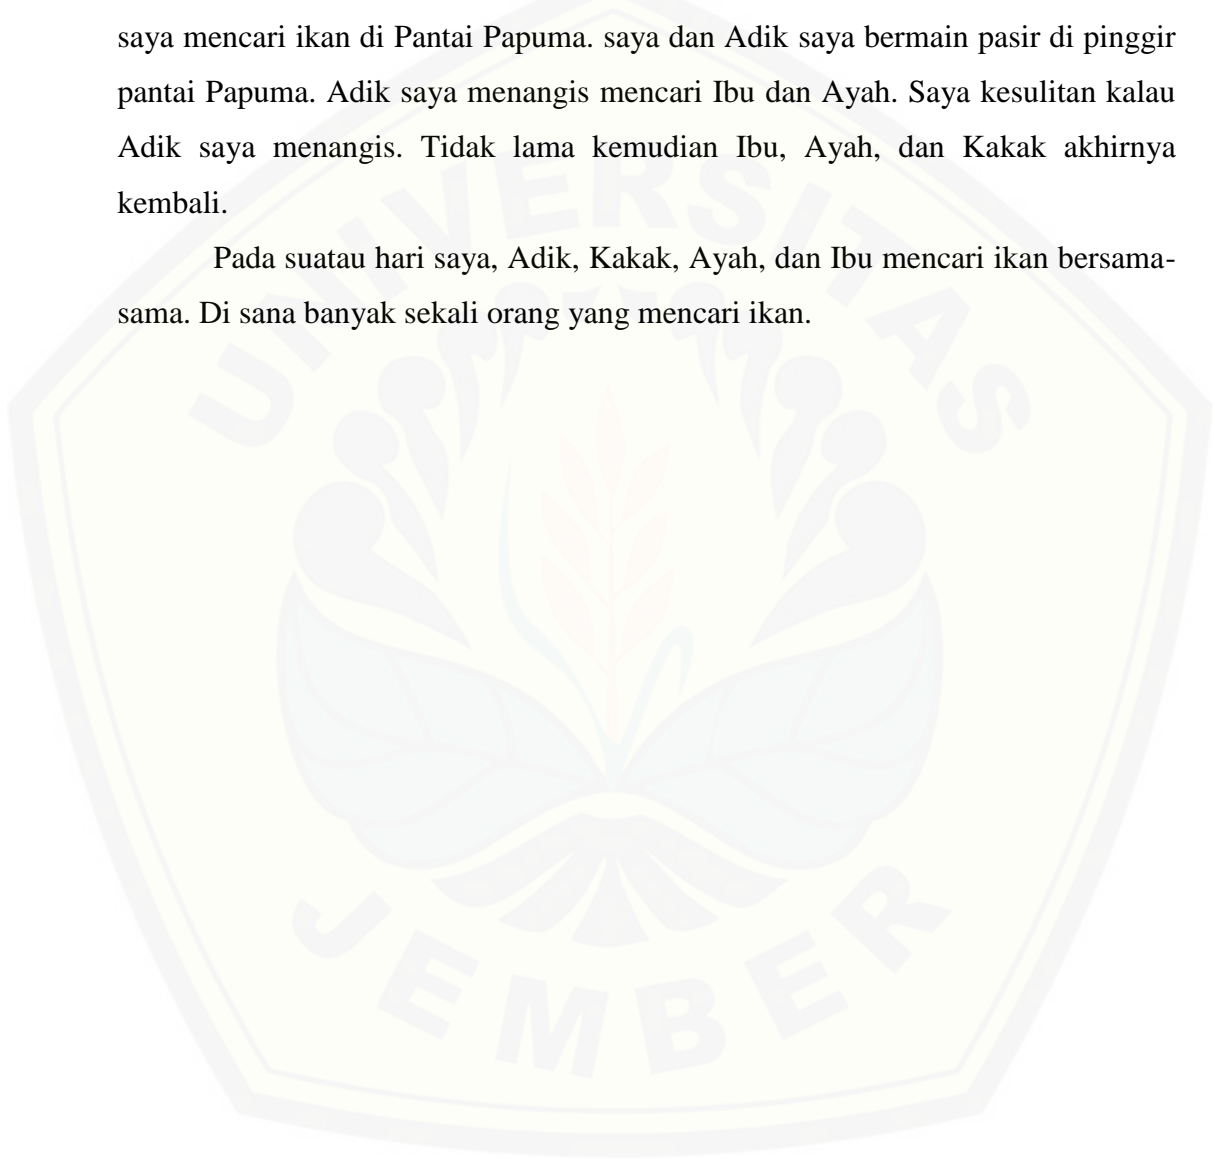 saya mencari ikan di Pantai Papuma. saya dan Adik saya bermain pasir di pinggir
pantai Papuma. Adik saya menangis mencari Ibu dan Ayah. Saya kesulitan kalau
Adik saya menangis. Tidak lama kemudian Ibu, Ayah, dan Kakak akhirnya
kembali.
Pada suatau hari saya, Adik, Kakak, Ayah, dan Ibu mencari ikan bersama-
sama. Di sana banyak sekali orang yang mencari ikan.
UNIVERSITAS
JEMBER